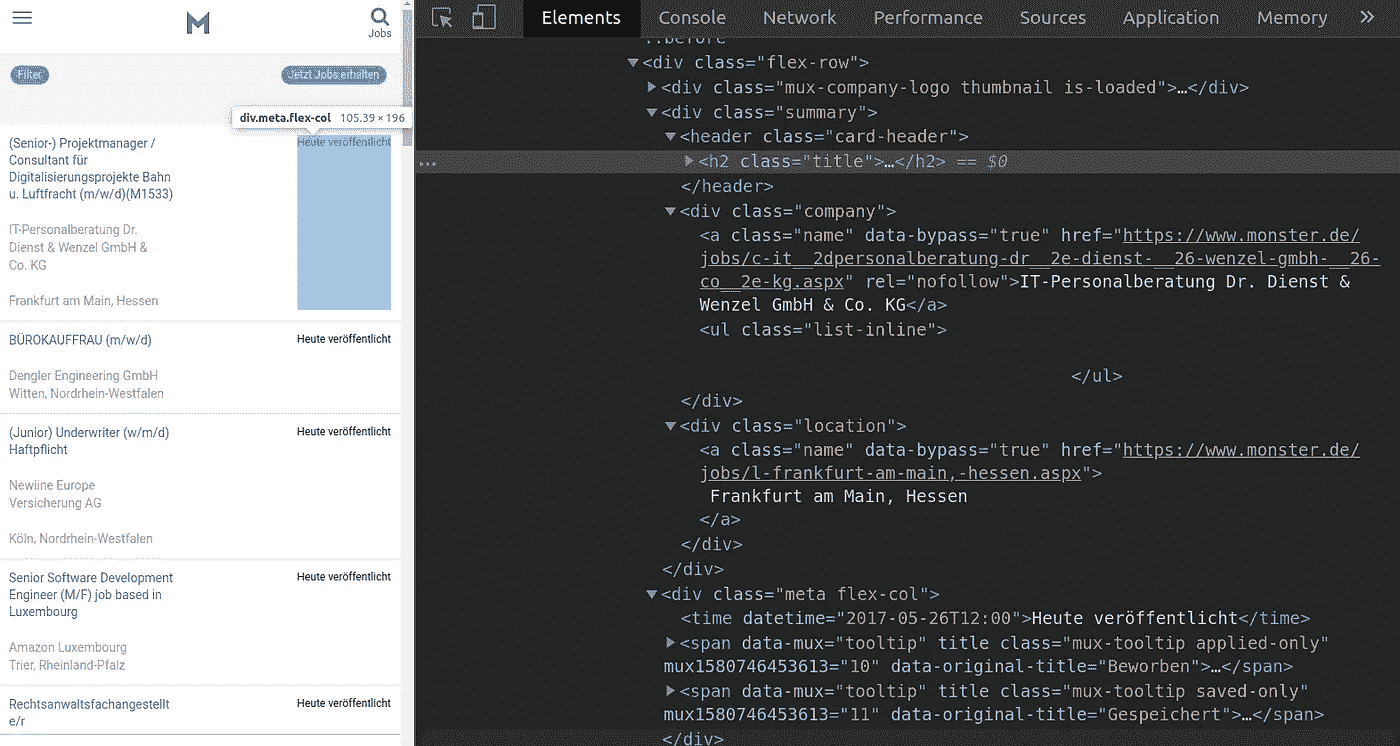 M
Jobs
Filter
Jetzt Jobs erhalten
div.meta.flex-col 105.39 × 196
(Senior-) Projektmanager /
Consultant für
Digitalisierungsprojekte Bahn
u. Luftfracht (m/w/d)(M1533)
Heute veröffentlicht
IT-Personalberatung Dr.
Dienst & Wenzel GmbH &
Co. KG
Frankfurt am Main, Hessen
BÜROKAUFFRAU (m/w/d)
Heute veröffentlicht
Dengler Engineering GmbH
Witten, Nordrhein-Westfalen
(Junior) Underwriter (w/m/d)
Haftpflicht
Heute veröffentlicht
Newline Europe
Versicherung AG
Köln, Nordrhein-Westfalen
Senior Software Development
Engineer (M/F) job based in
Luxembourg
Heute veröffentlicht
Amazon Luxembourg
Trier, Rheinland-Pfalz
Rechtsanwaltsfachangestellt
e/r
Heute veröffentlicht
Elements Console Network Performance Sources Application Memory »
::before
▼<div class="flex-row">
▶<div class="mux-company-logo thumbnail is-loaded">…</div>
▼<div class="summary">
▼<header class="card-header">
… ▶<h2 class="title">…</h2> == $0
</header>
▼<div class="company">
<a class="name" data-bypass="true" href="https://www.monster.de/
jobs/c-it__2dpersonalberatung-dr__2e-dienst-__26-wenzel-gmbh-__26-
co__2e-kg.aspx" rel="nofollow">IT-Personalberatung Dr. Dienst &
Wenzel GmbH & Co. KG</a>
<ul class="list-inline">
</ul>
</div>
▼<div class="location">
<a class="name" data-bypass="true" href="https://www.monster.de/
jobs/l-frankfurt-am-main,-hessen.aspx">
Frankfurt am Main, Hessen
</a>
</div>
</div>
▼<div class="meta flex-col">
<time datetime="2017-05-26T12:00">Heute veröffentlicht</time>
▶<span data-mux="tooltip" title class="mux-tooltip applied-only"
mux1580746453613="10" data-original-title="Beworben">…</span>
▶<span data-mux="tooltip" title class="mux-tooltip saved-only"
mux1580746453613="11" data-original-title="Gespeichert">…</span>
</div>